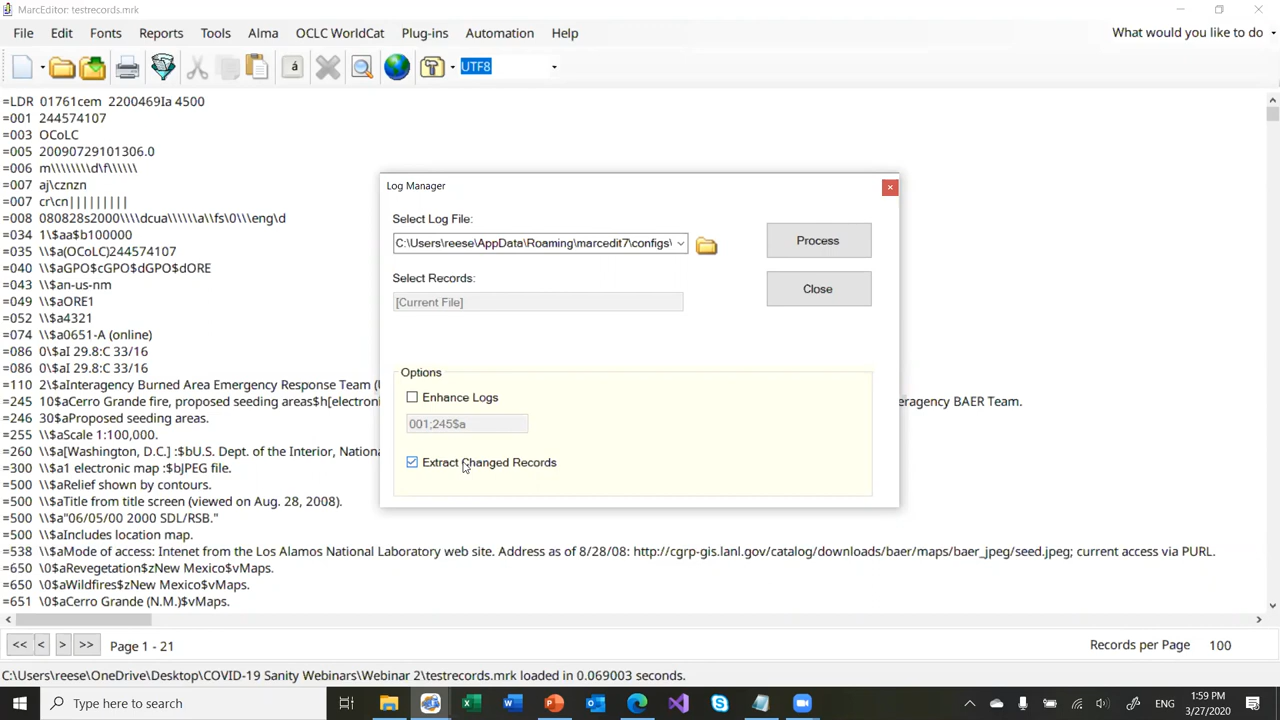 MarcEditor: testrecords.mrk
File Edit Fonts Reports Tools Alma OCLC WorldCat Plug-ins Automation Help What would you like to do
á UTF8
=LDR 01761cem 2200469Ia 4500
=001 244574107
=003 OCoLC
=005 20090729101306.0
=006 m\\\\\\\\d\f\\\\\\
=007 aj\cznzn
=007 cr\cn|||||||||
=008 080828s2000\\\\dcua\\\\\\a\\fs\0\\\eng\d
=034 1\$aa$b100000
=035 \\$a(OCoLC)244574107
=040 \\$aGPO$cGPO$dGPO$dORE
=043 \\$an-us-nm
=049 \\$aORE1
=052 \\$a4321
=074 \\$a0651-A (online)
=086 0\$aI 29.8:C 33/16
=086 0\$aI 29.8:C 33/16
=110 2\$aInteragency Burned Area Emergency Response Team (U
=245 10$aCerro Grande fire, proposed seeding areas$h[electroni eragency BAER Team.
=246 30$aProposed seeding areas.
=255 \\$aScale 1:100,000.
=260 \\$a[Washington, D.C.] :$bU.S. Dept. of the Interior, Nation
=300 \\$a1 electronic map :$bJPEG file.
=500 \\$aRelief shown by contours.
=500 \\$aTitle from title screen (viewed on Aug. 28, 2008).
=500 \\$a"06/05/00 2000 SDL/RSB."
=500 \\$aIncludes location map.
=538 \\$aMode of access: Intenet from the Los Alamos National Laboratory web site. Address as of 8/28/08: http://cgrp-gis.lanl.gov/catalog/downloads/baer/maps/baer_jpeg/seed.jpeg; current access via PURL.
=650 \0$aRevegetation$zNew Mexico$vMaps.
=650 \0$aWildfires$zNew Mexico$vMaps.
=651 \0$aCerro Grande (N.M.)$vMaps.
Log Manager
Select Log File:
C:\Users\reese\AppData\Roaming\marcedit7\configs\
Process
Select Records:
Close
[Current File]
Options
Enhance Logs
001;245$a
Extract Changed Records
<< < > >> Page 1 - 21 Records per Page 100
C:\Users\reese\OneDrive\Desktop\COVID-19 Sanity Webinars\Webinar 2\testrecords.mrk loaded in 0.069003 seconds.
Type here to search
ENG
1:59 PM
3/27/2020